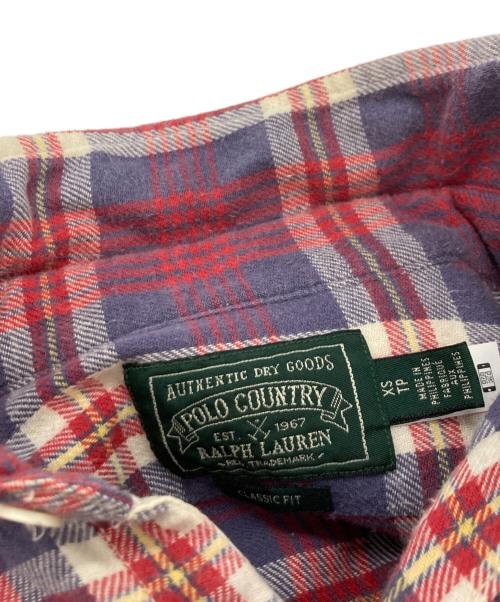 AUTHENTIC DRY GOODS
POLO COUNTRY
EST. 1967
RALPH LAUREN
REG. TRADEMARK
CLASSIC FIT
XS
TP
MADE IN
PHILIPPINES
FABRIQUÉ
AUX
PHILIPPINES